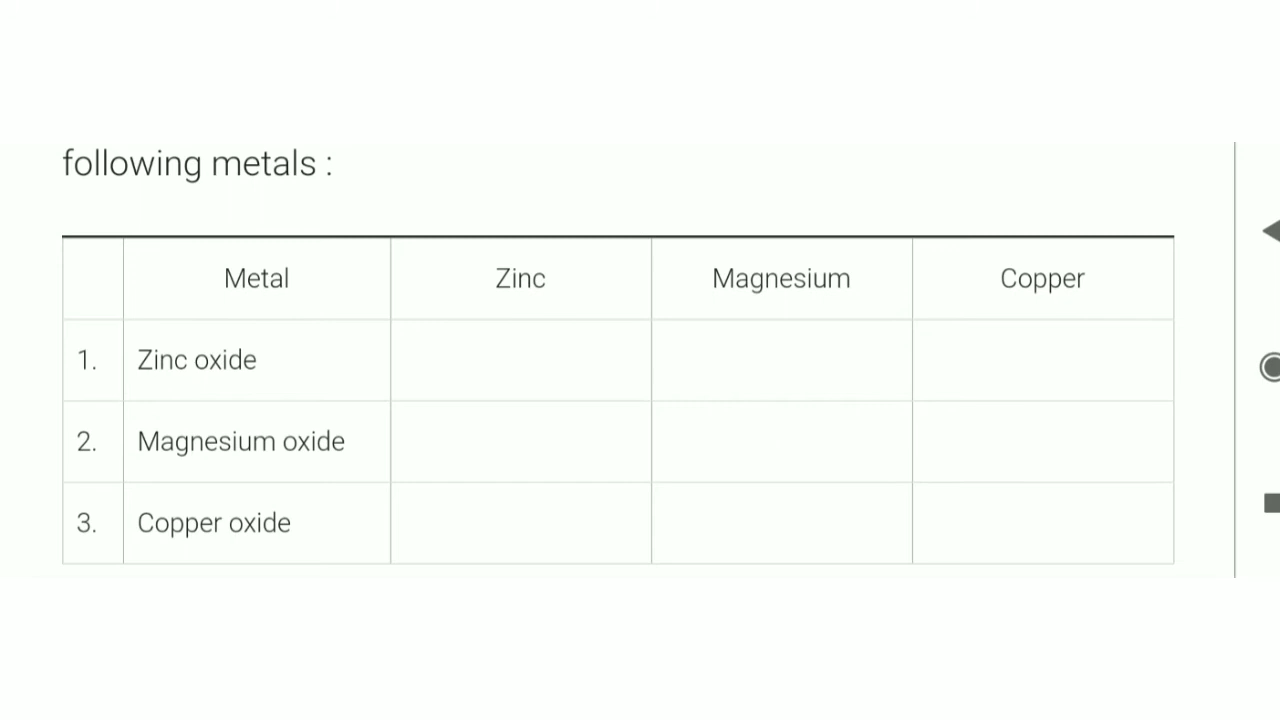 following metals :
Metal Zinc Magnesium Copper
1. Zinc oxide
2. Magnesium oxide
3. Copper oxide